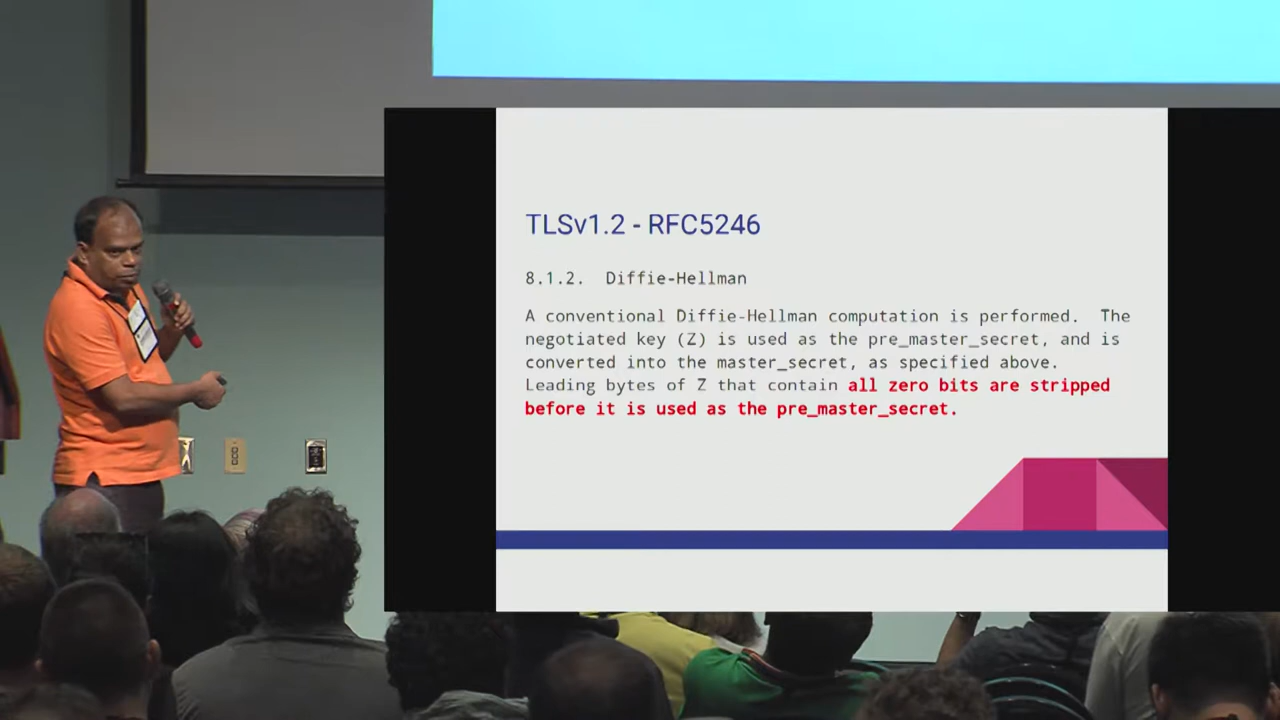 TLSv1.2 - RFC5246
8.1.2. Diffie-Hellman
A conventional Diffie-Hellman computation is performed. The
negotiated key (Z) is used as the pre_master_secret, and is
converted into the master_secret, as specified above.
Leading bytes of Z that contain all zero bits are stripped
before it is used as the pre_master_secret.